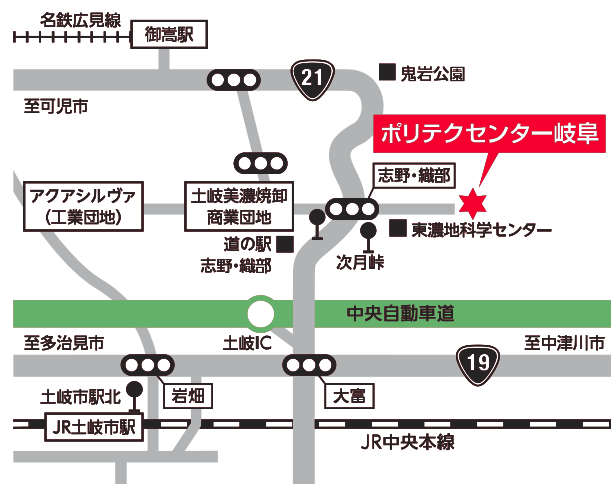 名鉄広見線
御嵩駅
21
鬼岩公園
至可児市
ポリテクセンター岐阜
志野・織部
アクアシルヴァ
（工業団地）
土岐美濃焼卸
商業団地
東濃地科学センター
道の駅
志野・織部
次月峠
中央自動車道
至多治見市
土岐IC
至中津川市
19
土岐市駅北
岩畑
大富
JR土岐市駅
JR中央本線